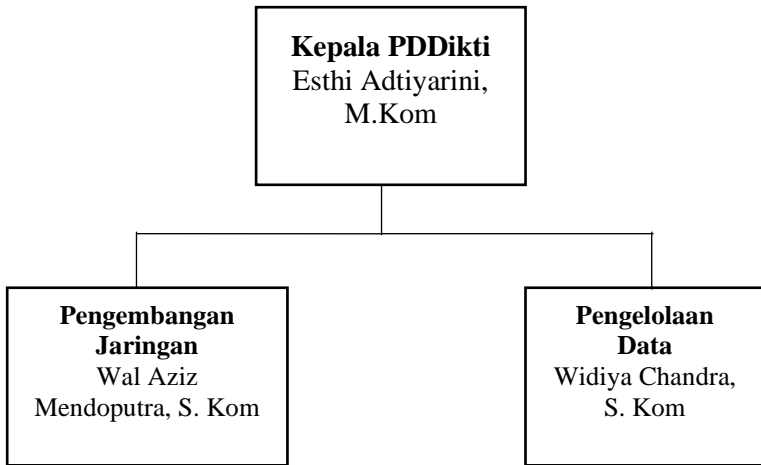 Kepala PDDikti
Esthi Adtiyarini,
M.Kom
Pengembangan
Jaringan
Wal Aziz
Mendoputra, S. Kom
Pengelolaan
Data
Widiya Chandra,
S. Kom